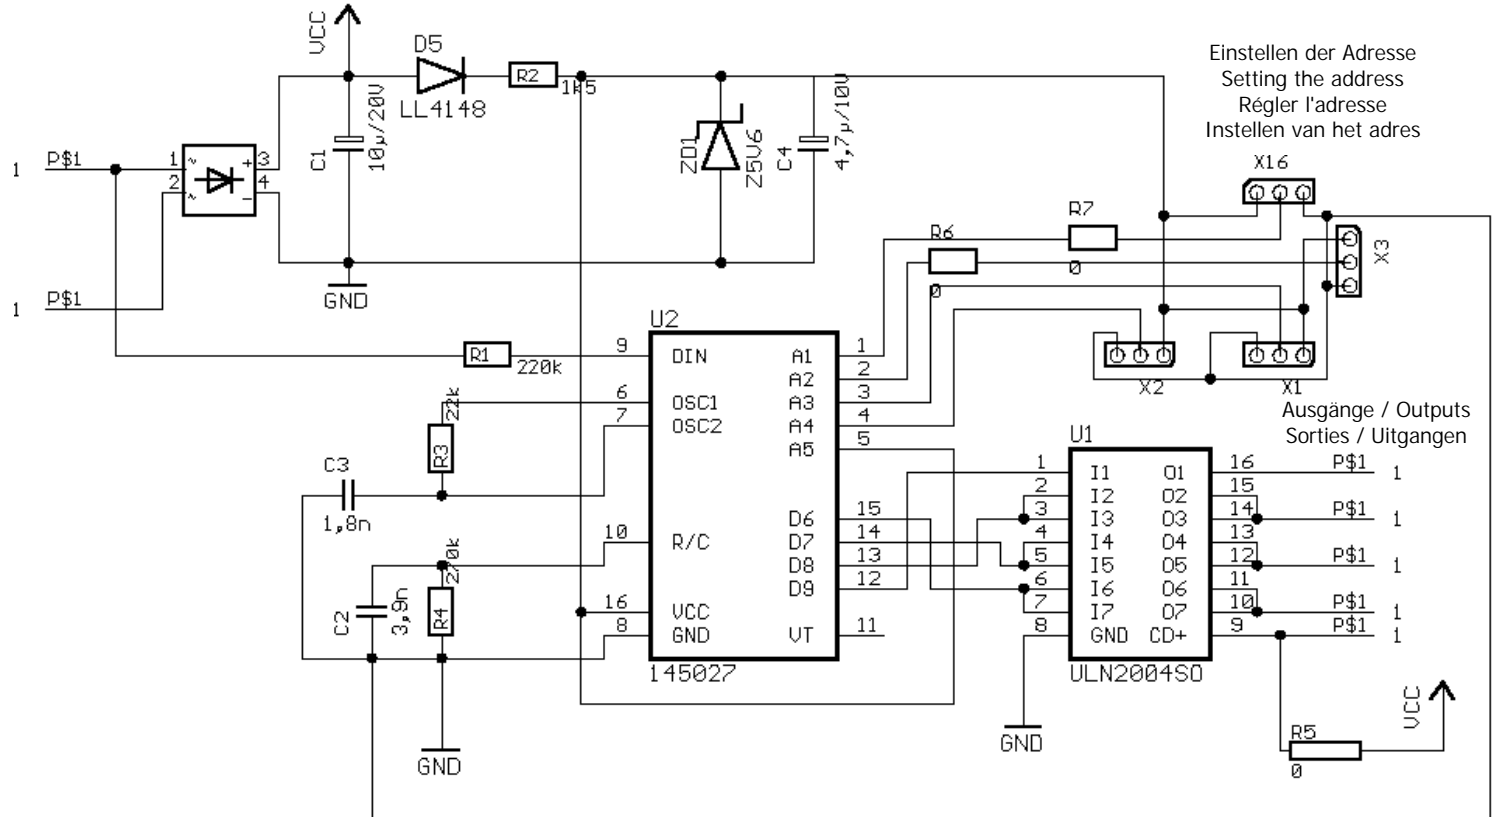 VCC
D5
LL4148
R2
1k5
C1
10µ/20V
ZD1
Z5V6
C4
4,7µ/10V
Einstellen der Adresse
Setting the address
Régler l'adresse
Instellen van het adres
X16
1 P$1
1
2
~
~
+
-
3
4
1 P$1
GND
R7
0
R6
0
X3
U2
R1
220k
9 DIN
6 OSC1
7 OSC2
10 R/C
16 VCC
8 GND
A1 1
A2 2
A3 3
A4 4
A5 5
D6 15
D7 14
D8 13
D9 12
VT 11
145027
22k
R3
C3
1,8n
270k
R4
C2
3,9n
GND
X2
X1
Ausgänge / Outputs
Sorties / Uitgangen
U1
1 I1 O1 16 P$1 1
2 I2 O2 15
3 I3 O3 14 P$1 1
4 I4 O4 13
5 I5 O5 12 P$1 1
6 I6 O6 11
7 I7 O7 10 P$1 1
8 GND CD+ 9 P$1 1
ULN2004SO
GND
R5
0
VCC